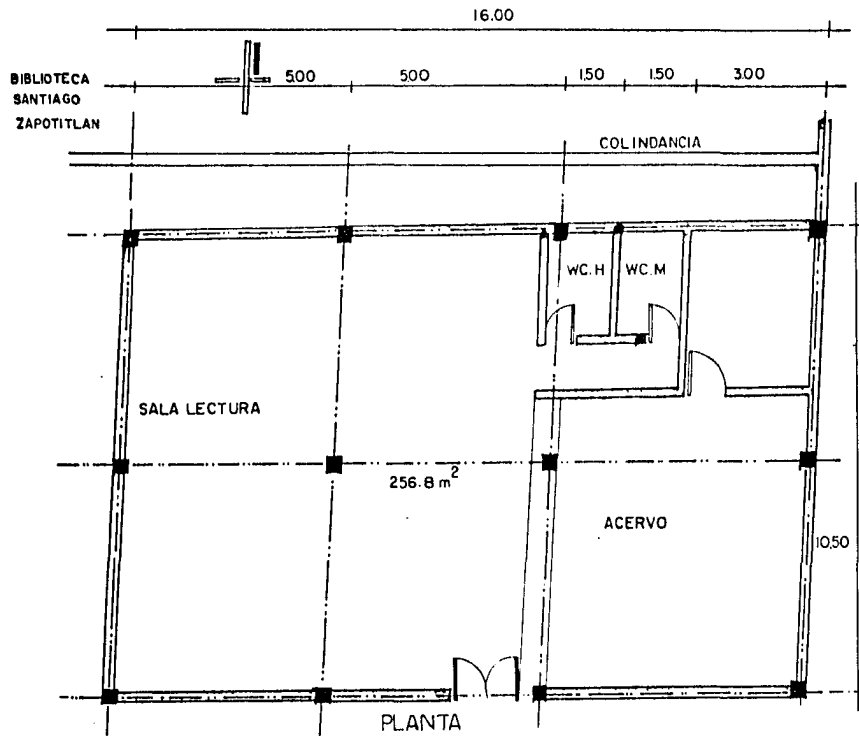 16.00
500 500 1.50 1.50 3.00
BIBLIOTECA
SANTIAGO
ZAPOTITLAN
COLINDANCIA
WC.H WC.M
SALA LECTURA
256.8 m²
ACERVO
10.50
PLANTA